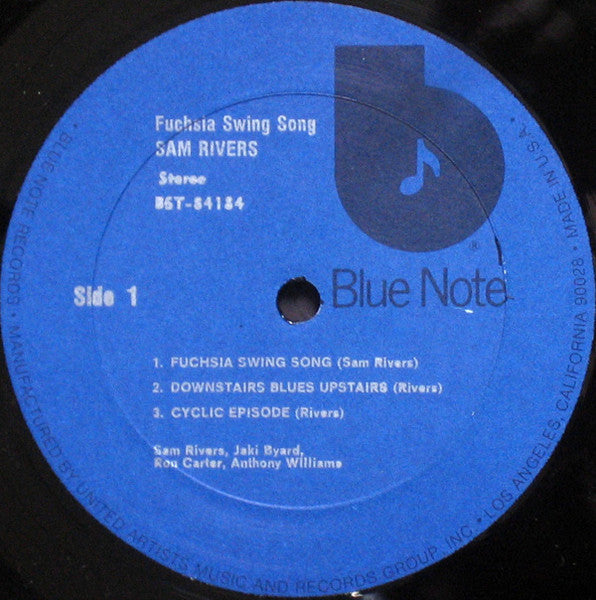 Fuchsia Swing Song
SAM RIVERS
Stereo
BST-84184
Side 1
®
Blue Note
1. FUCHSIA SWING SONG (Sam Rivers)
2. DOWNSTAIRS BLUES UPSTAIRS (Rivers)
3. CYCLIC EPISODE (Rivers)
Sam Rivers, Jaki Byard,
Ron Carter, Anthony Williams
• BLUE NOTE RECORDS • MANUFACTURED BY UNITED ARTISTS MUSIC AND RECORDS GROUP, INC. • LOS ANGELES, CALIFORNIA 90028 • MADE IN U.S.A. •